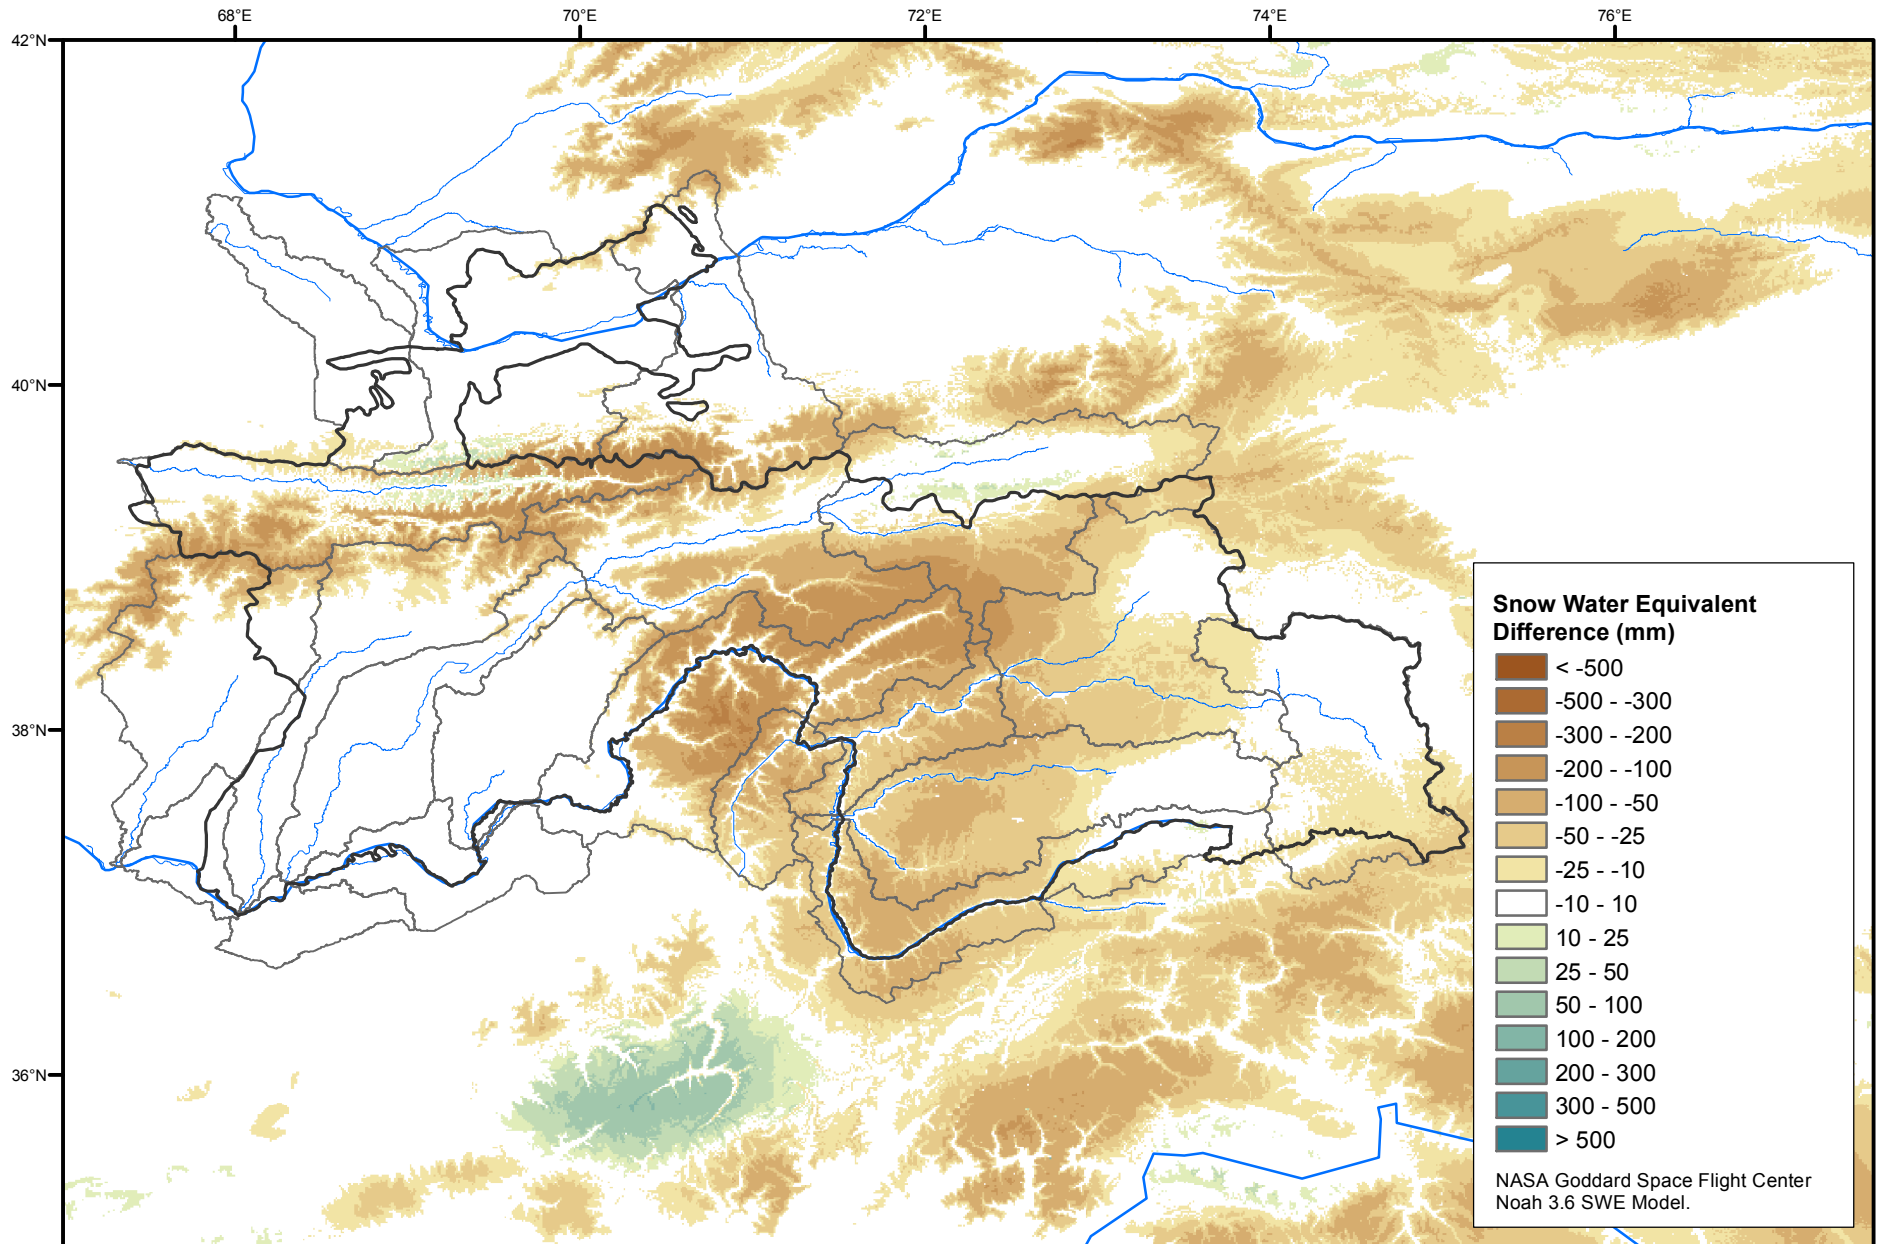 68°E
70°E
72°E
74°E
76°E
42°N
40°N
38°N
36°N
Snow Water Equivalent
Difference (mm)
< -500
-500 - -300
-300 - -200
-200 - -100
-100 - -50
-50 - -25
-25 - -10
-10 - 10
10 - 25
25 - 50
50 - 100
100 - 200
200 - 300
300 - 500
> 500
NASA Goddard Space Flight Center
Noah 3.6 SWE Model.